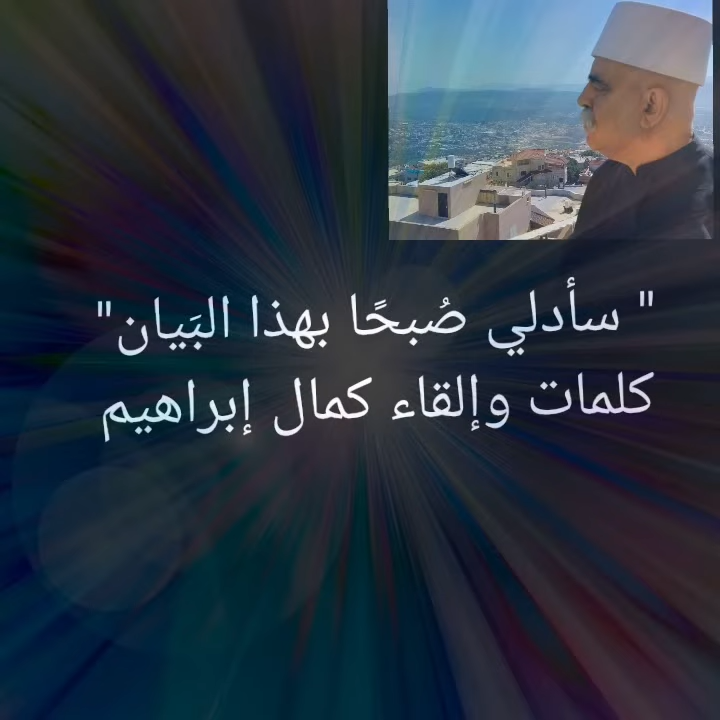 " سأدلي صُبحًا بهذا البَيان"
كلمات وإلقاء كمال إبراهيم